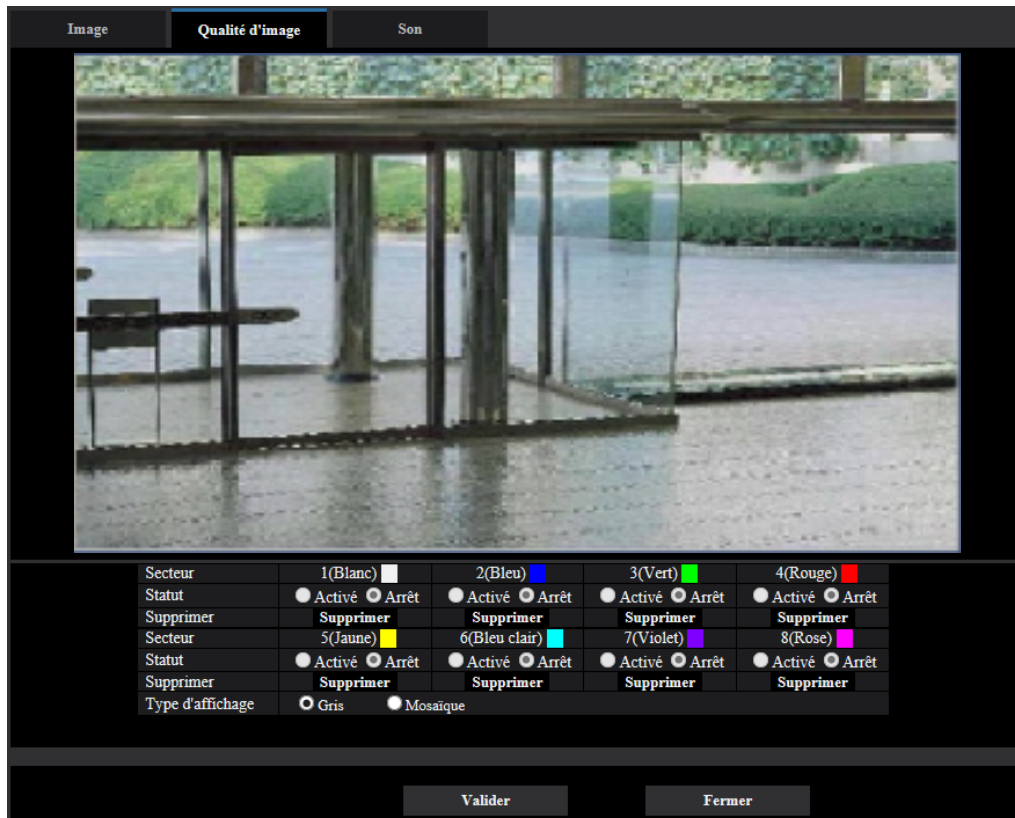 Image Qualité d'image Son
Secteur 1(Blanc) 2(Bleu) 3(Vert) 4(Rouge)
Statut Activé Arrêt Activé Arrêt Activé Arrêt Activé Arrêt
Supprimer Supprimer Supprimer Supprimer Supprimer
Secteur 5(Jaune) 6(Bleu clair) 7(Violet) 8(Rose)
Statut Activé Arrêt Activé Arrêt Activé Arrêt Activé Arrêt
Supprimer Supprimer Supprimer Supprimer Supprimer
Type d'affichage Gris Mosaïque
Valider Fermer